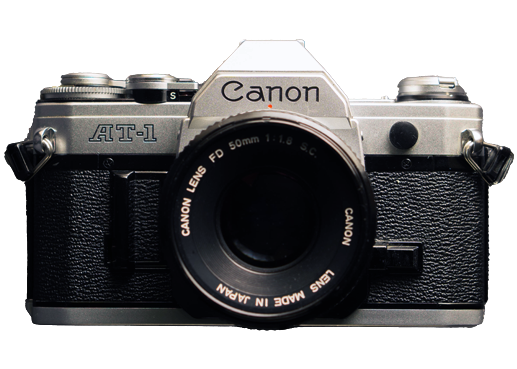 S
Canon
AT-1
CANON LENS FD 50mm 1:1.8 S.C.
CANON LENS MADE IN JAPAN